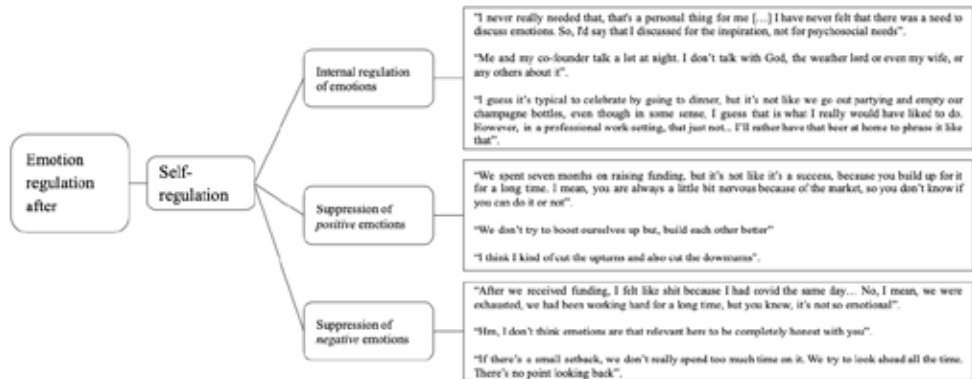 Emotion
regulation
after
Self-
regulation
Internal regulation
of emotions
"I never really needed that, that's a personal thing for me [...] I have never felt that there was a need to
discuss emotions. So, I'd say that I discussed for the inspiration, not for psychosocial needs".
"Me and my co-founder talk a lot at night. I don't talk with God, the weather lord or even my wife, or
any others about it".
"I guess it's typical to celebrate by going to dinner, but it's not like we go out partying and empty our
champagne bottles, even though in some sense, I guess that is what I really would have liked to do.
However, in a professional work-setting, that just not... I'll rather have that beer at home to phrase it like
that".
Suppression of
positive emotions
"We spent seven months on raising funding, but it's not like it's a success, because you build up for it
for a long time. I mean, you are always a little bit nervous because of the market, so you don't know if
you can do it or not".
"We don't try to boost ourselves up but, build each other better"
"I think I kind of cut the upturns and also cut the downturns".
Suppression of
negative emotions
"After we received funding, I felt like shit because I had covid the same day... No, I mean, we were
exhausted, we had been working hard for a long time, but you know, it's not so emotional".
"Hm, I don't think emotions are that relevant here to be completely honest with you".
"If there's a small setback, we don't really spend too much time on it. We try to look ahead all the time.
There's no point looking back".